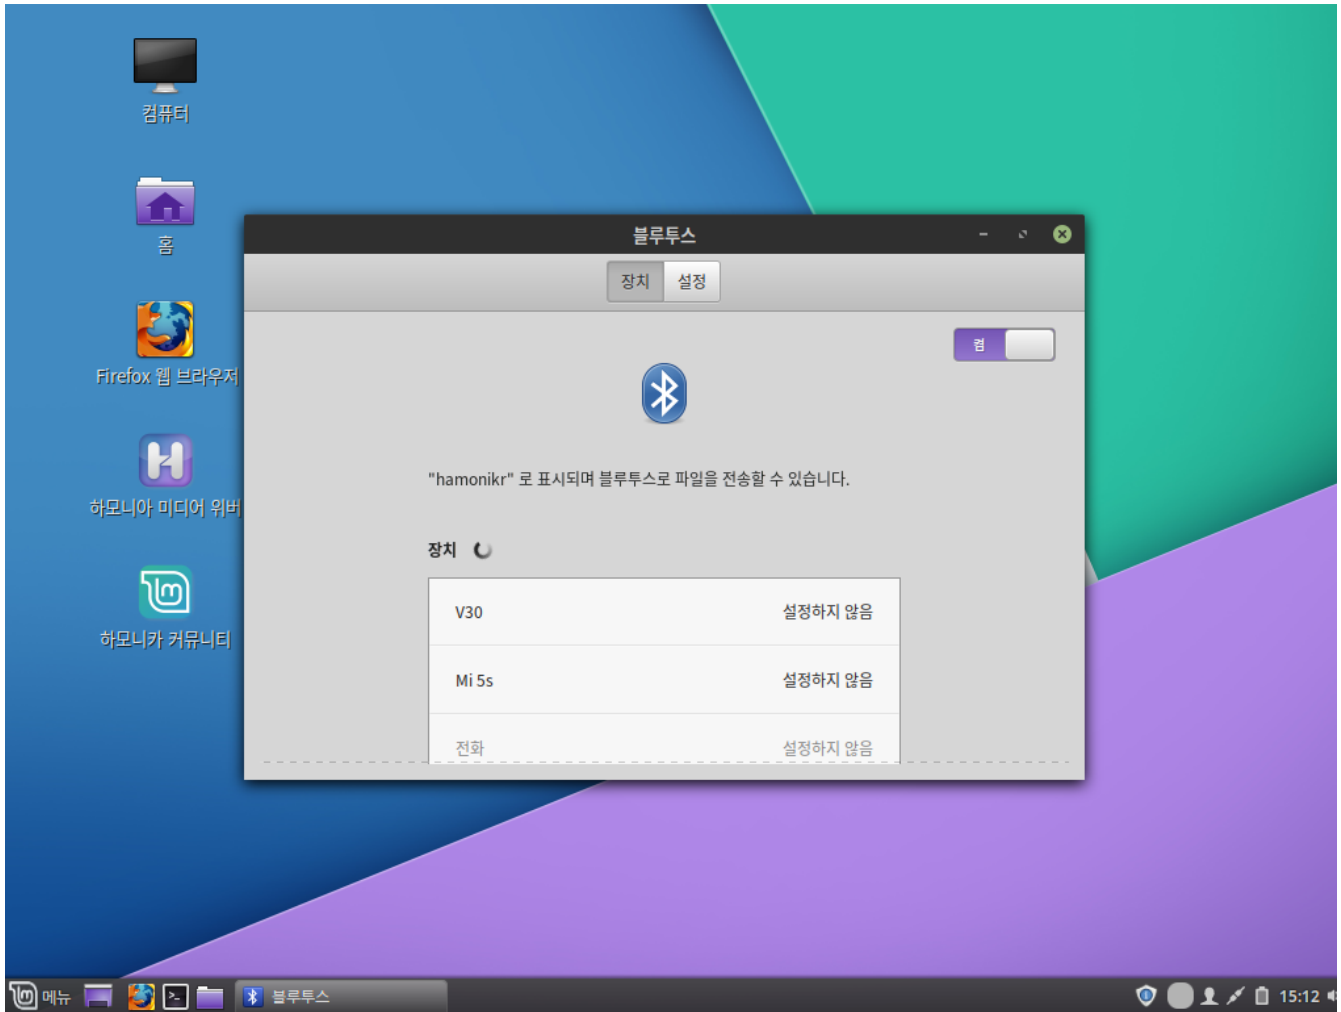 컴퓨터
홈
Firefox 웹 브라우저
하모니아 미디어 위버
하모니카 커뮤니티
블루투스
장치 설정
켬
"hamonikr" 로 표시되며 블루투스로 파일을 전송할 수 있습니다.
장치
V30 설정하지 않음
Mi 5s 설정하지 않음
전화 설정하지 않음
메뉴 블루투스 15:12